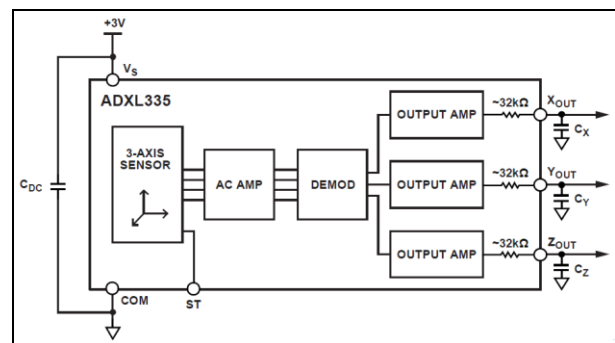 +3V
VS
ADXL335
3-AXIS
SENSOR
AC AMP
DEMOD
OUTPUT AMP
~32kΩ
XOUT
CX
OUTPUT AMP
~32kΩ
YOUT
CY
OUTPUT AMP
~32kΩ
ZOUT
CZ
CDC
COM
ST